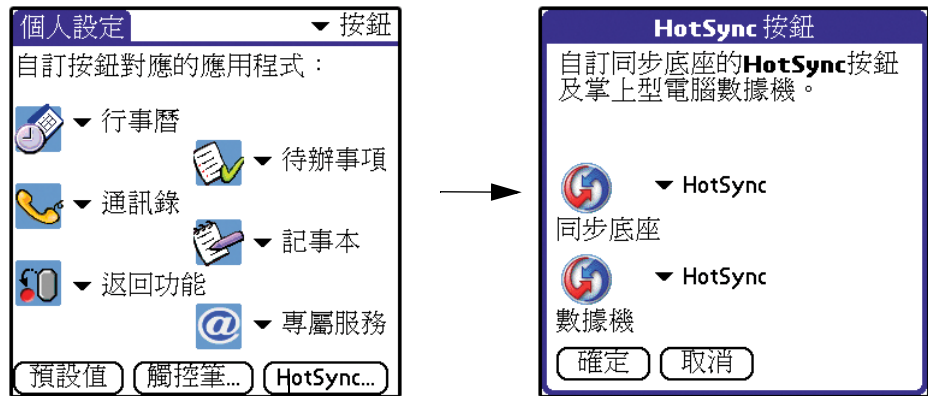 個人設定
按鈕
自訂按鈕對應的應用程式：
行事曆
待辦事項
通訊錄
記事本
返回功能
專屬服務
預設值
觸控筆...
HotSync...
HotSync 按鈕
自訂同步底座的HotSync按鈕
及掌上型電腦數據機。
HotSync
同步底座
HotSync
數據機
確定
取消